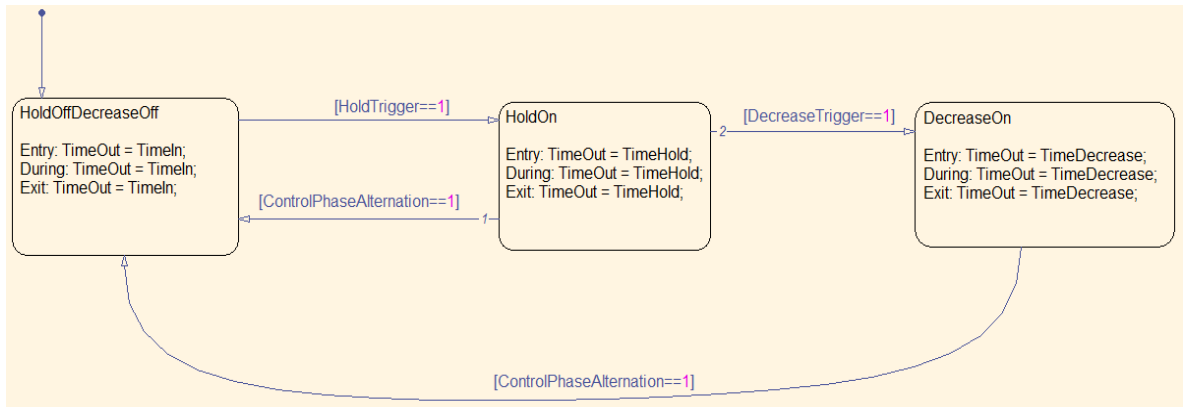 HoldOffDecreaseOff
Entry: TimeOut = TimeIn;
During: TimeOut = TimeIn;
Exit: TimeOut = TimeIn;
[HoldTrigger==1]
[ControlPhaseAlternation==1]
1
HoldOn
Entry: TimeOut = TimeHold;
During: TimeOut = TimeHold;
Exit: TimeOut = TimeHold;
2
[DecreaseTrigger==1]
DecreaseOn
Entry: TimeOut = TimeDecrease;
During: TimeOut = TimeDecrease;
Exit: TimeOut = TimeDecrease;
[ControlPhaseAlternation==1]